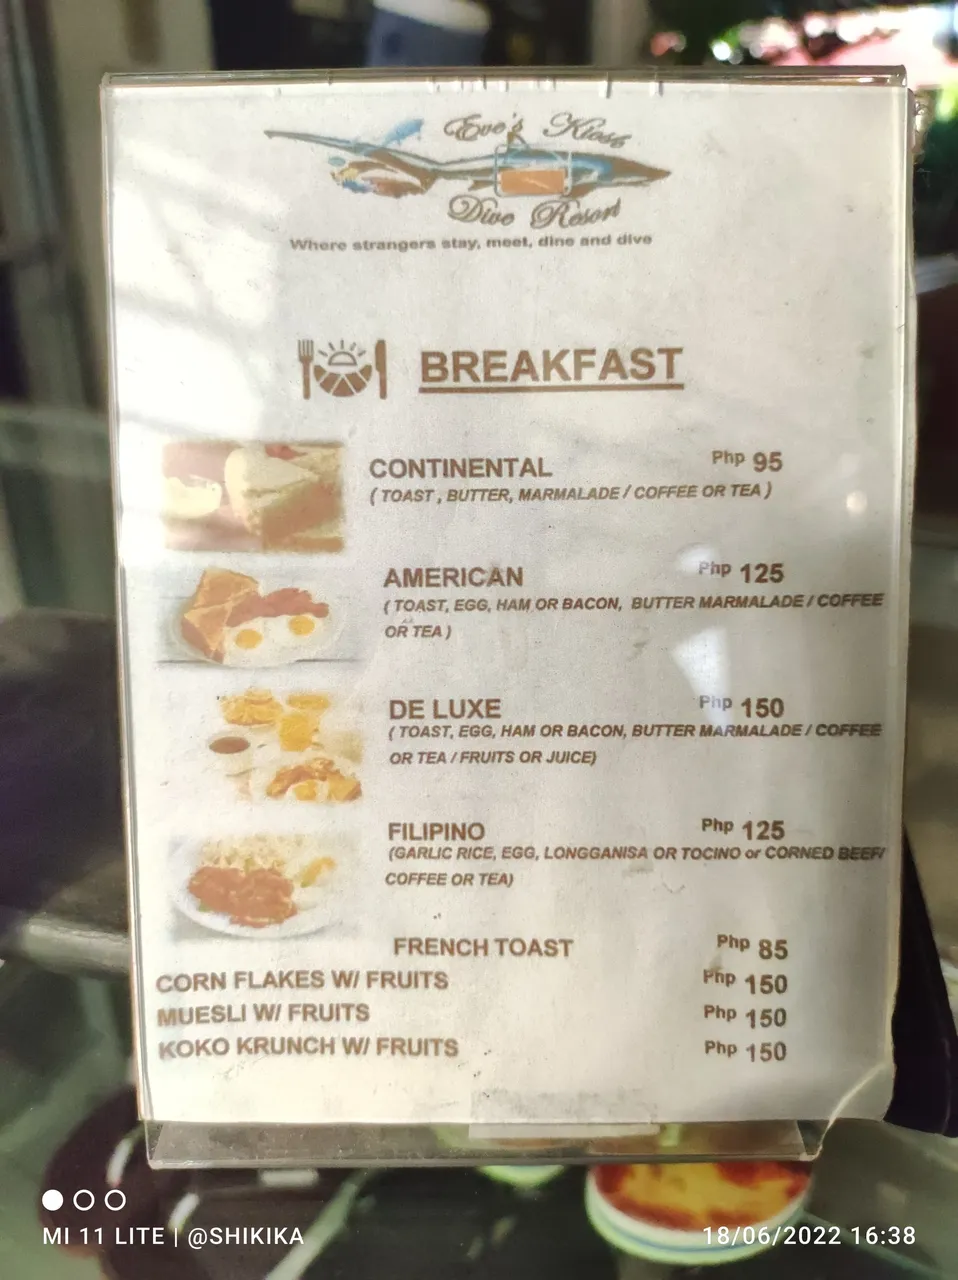 Eve's Kiosk
Dive Resort
Where strangers stay, meet, dine and dive
BREAKFAST
CONTINENTAL Php 95
( TOAST , BUTTER, MARMALADE / COFFEE OR TEA )
AMERICAN Php 125
( TOAST, EGG, HAM OR BACON, BUTTER MARMALADE / COFFEE
OR TEA )
DE LUXE Php 150
( TOAST, EGG, HAM OR BACON, BUTTER MARMALADE / COFFEE
OR TEA / FRUITS OR JUICE)
FILIPINO Php 125
(GARLIC RICE, EGG, LONGGANISA OR TOCINO or CORNED BEEF/
COFFEE OR TEA)
FRENCH TOAST Php 85
CORN FLAKES W/ FRUITS Php 150
MUESLI W/ FRUITS Php 150
KOKO KRUNCH W/ FRUITS Php 150
MI 11 LITE | @SHIKIKA 18/06/2022 16:38